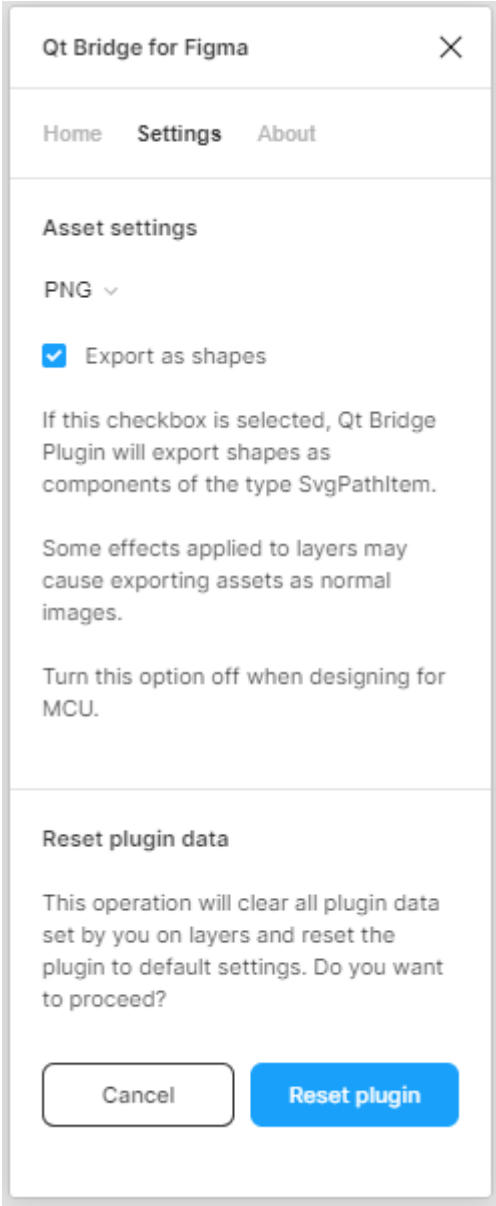 Qt Bridge for Figma
Home Settings About
Asset settings
PNG
Export as shapes
If this checkbox is selected, Qt Bridge
Plugin will export shapes as
components of the type SvgPathItem.
Some effects applied to layers may
cause exporting assets as normal
images.
Turn this option off when designing for
MCU.
Reset plugin data
This operation will clear all plugin data
set by you on layers and reset the
plugin to default settings. Do you want
to proceed?
Cancel Reset plugin